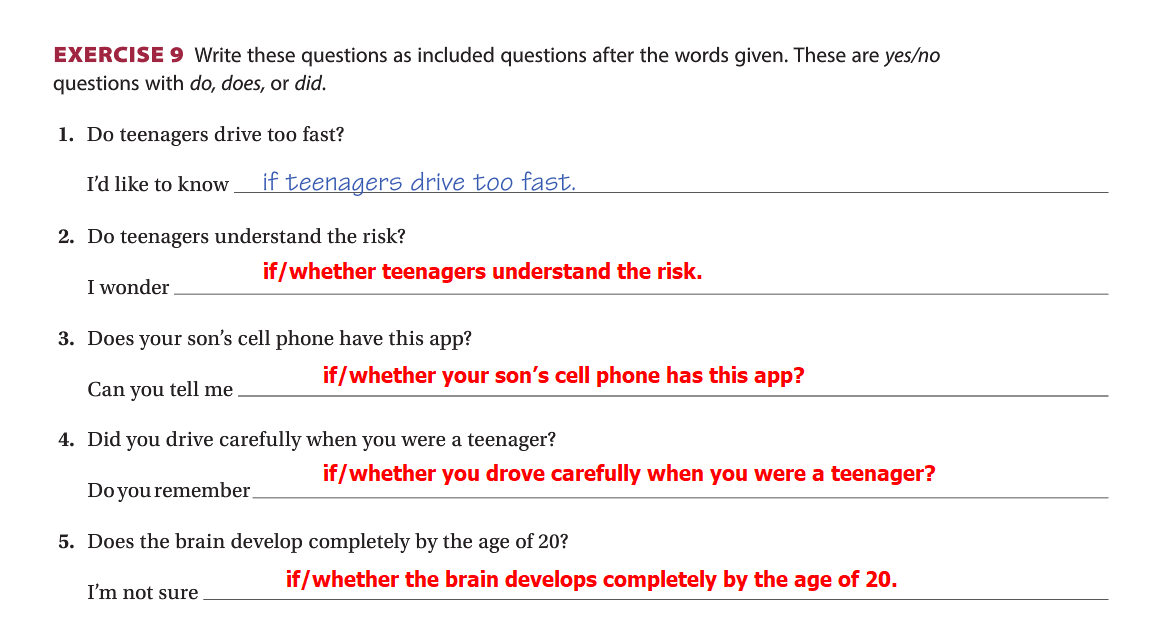 EXERCISE 9 Write these questions as included questions after the words given. These are yes/no
questions with do, does, or did.
1. Do teenagers drive too fast?
I'd like to know if teenagers drive too fast.
2. Do teenagers understand the risk?
I wonder if/whether teenagers understand the risk.
3. Does your son's cell phone have this app?
Can you tell me if/whether your son's cell phone has this app?
4. Did you drive carefully when you were a teenager?
Do you remember if/whether you drove carefully when you were a teenager?
5. Does the brain develop completely by the age of 20?
I'm not sure if/whether the brain develops completely by the age of 20.